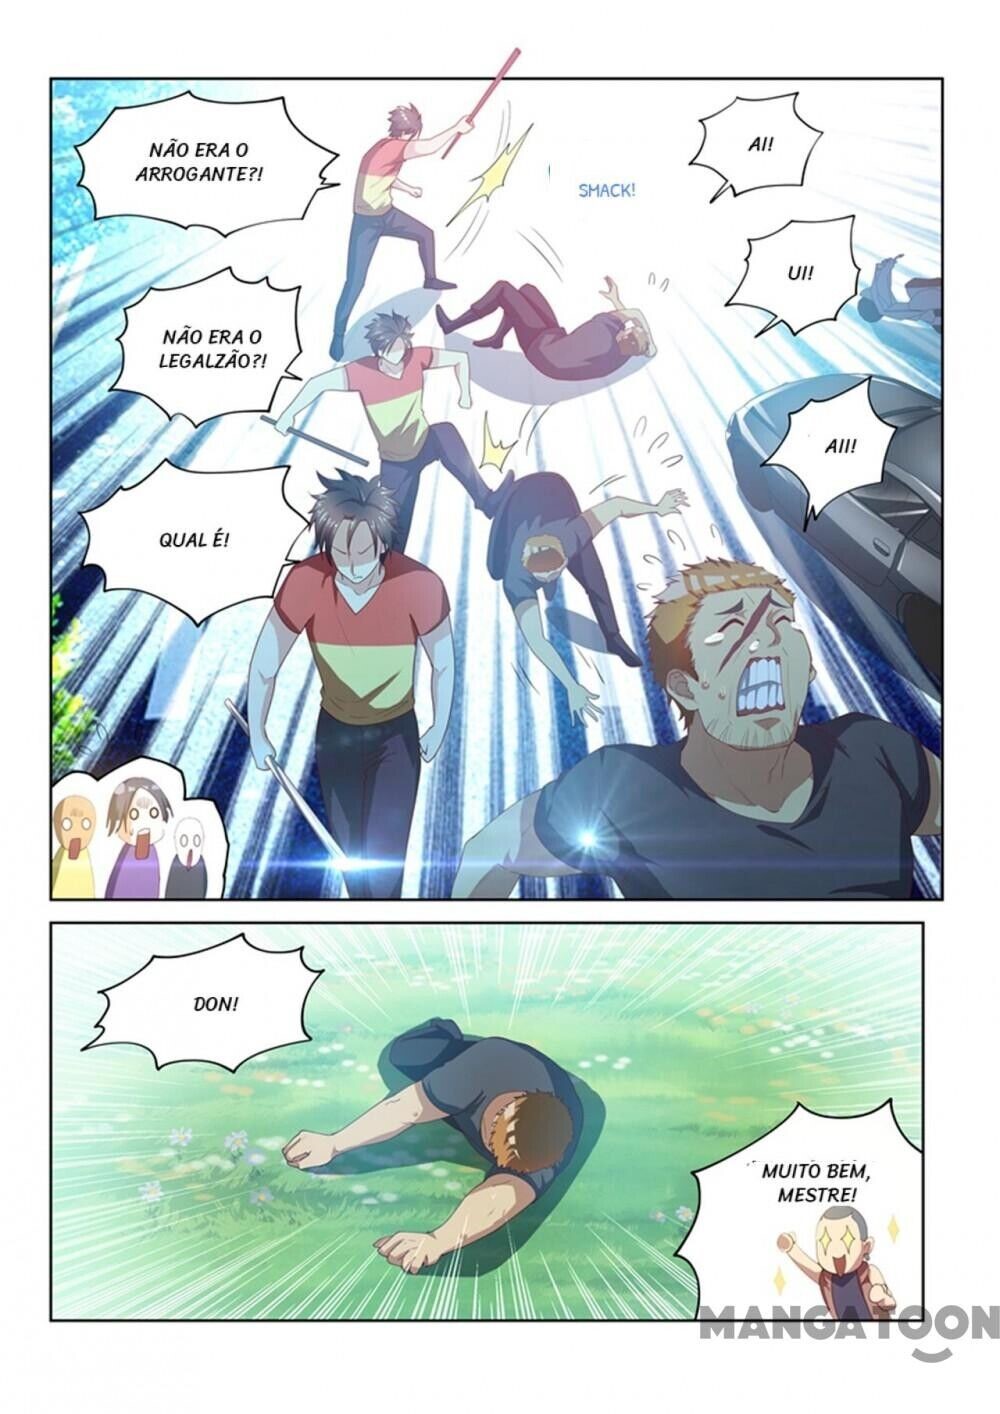 NÃO ERA O
ARROGANTE?!
SMACK!
AI!
UI!
NÃO ERA O
LEGALZÃO?!
AII!
QUAL É!
DON!
MUITO BEM,
MESTRE!
MANGATOON